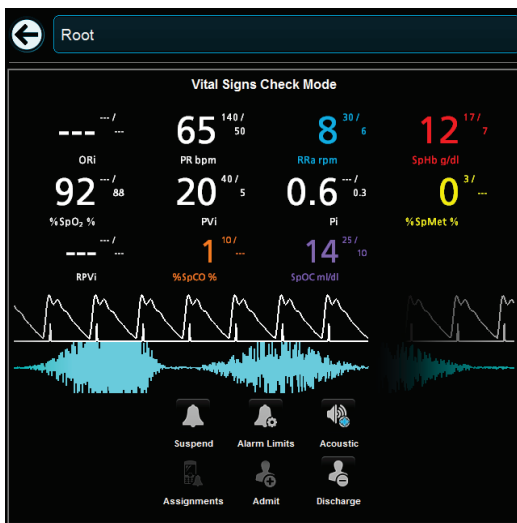 Root
Vital Signs Check Mode
--- ---/ ---
65 140/ 50
8 30/ 6
12 17/ 7
ORi
PR bpm
RRa rpm
SpHb g/dl
92 ---/ 88
20 40/ 5
0.6 ---/ 0.3
0 3/ ---
%SpO₂ %
PVi
Pi
%SpMet %
--- ---/ ---
1 10/ ---
14 25/ 10
RPVi
%SpCO %
SpOC ml/dl
Suspend
Alarm Limits
Acoustic
Assignments
Admit
Discharge